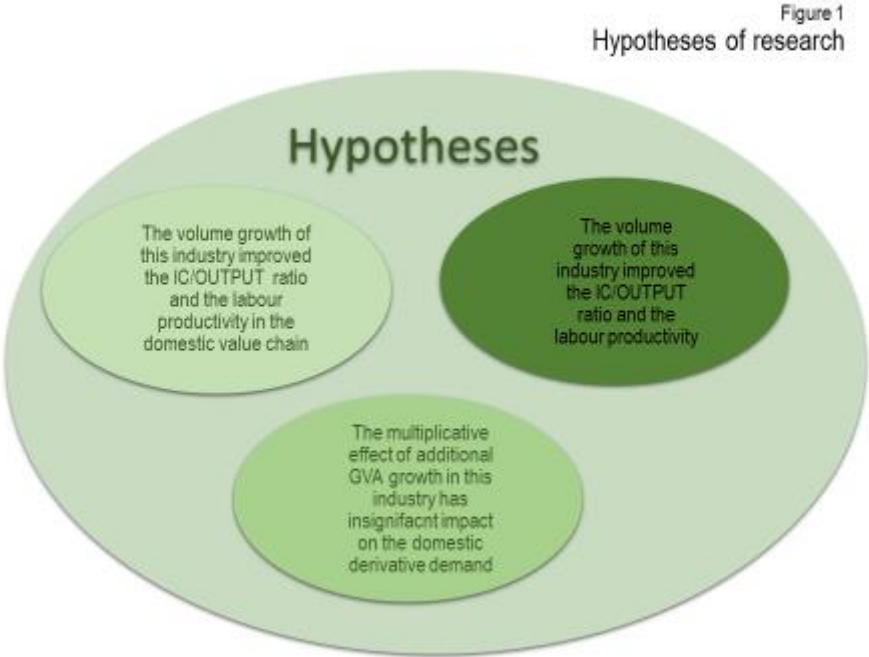 Figure 1
Hypotheses of research
Hypotheses
The volume growth of
this industry improved
the IC/OUTPUT ratio
and the labour
productivity in the
domestic value chain
The volume
growth of this
industry improved
the IC/OUTPUT
ratio and the
labour productivity
The multiplicative
effect of additional
GVA growth in this
industry has
insignifacnt impact
on the domestic
derivative demand